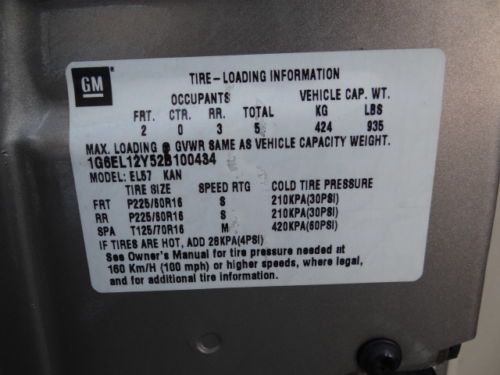 GM
TIRE-LOADING INFORMATION
OCCUPANTS VEHICLE CAP. WT.
FRT. CTR. RR. TOTAL KG LBS
2 0 3 5 424 935
MAX. LOADING @ GVWR SAME AS VEHICLE CAPACITY WEIGHT.
1G6EL12Y52B100434
MODEL: EL57 KAN
TIRE SIZE SPEED RTG COLD TIRE PRESSURE
FRT P225/60R16 S 210KPA(30PSI)
RR P225/60R16 S 210KPA(30PSI)
SPA T125/70R16 M 420KPA(60PSI)
IF TIRES ARE HOT, ADD 28KPA(4PSI)
See Owner's Manual for tire pressure needed at
160 Km/H (100 mph) or higher speeds, where legal,
and for additional tire information.